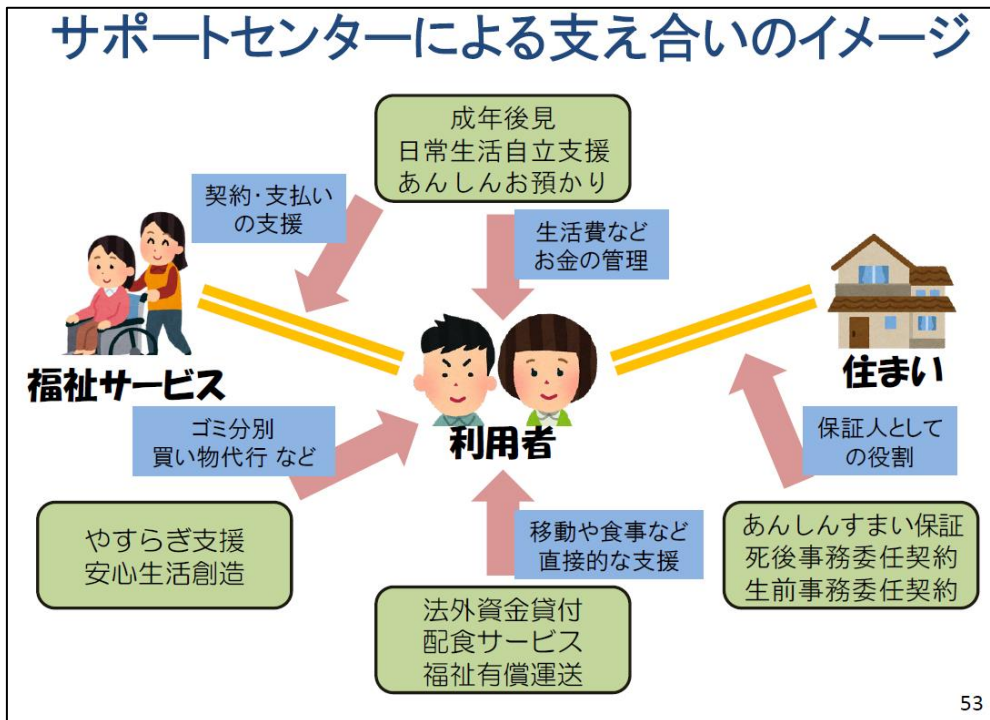 サポートセンターによる支え合いのイメージ
成年後見
日常生活自立支援
あんしんお預かり
契約・支払い
の支援
生活費など
お金の管理
福祉サービス
利用者
住まい
ゴミ分別
買い物代行 など
保証人として
の役割
やすらぎ支援
安心生活創造
移動や食事など
直接的な支援
あんしんすまい保証
死後事務委任契約
生前事務委任契約
法外資金貸付
配食サービス
福祉有償運送
53